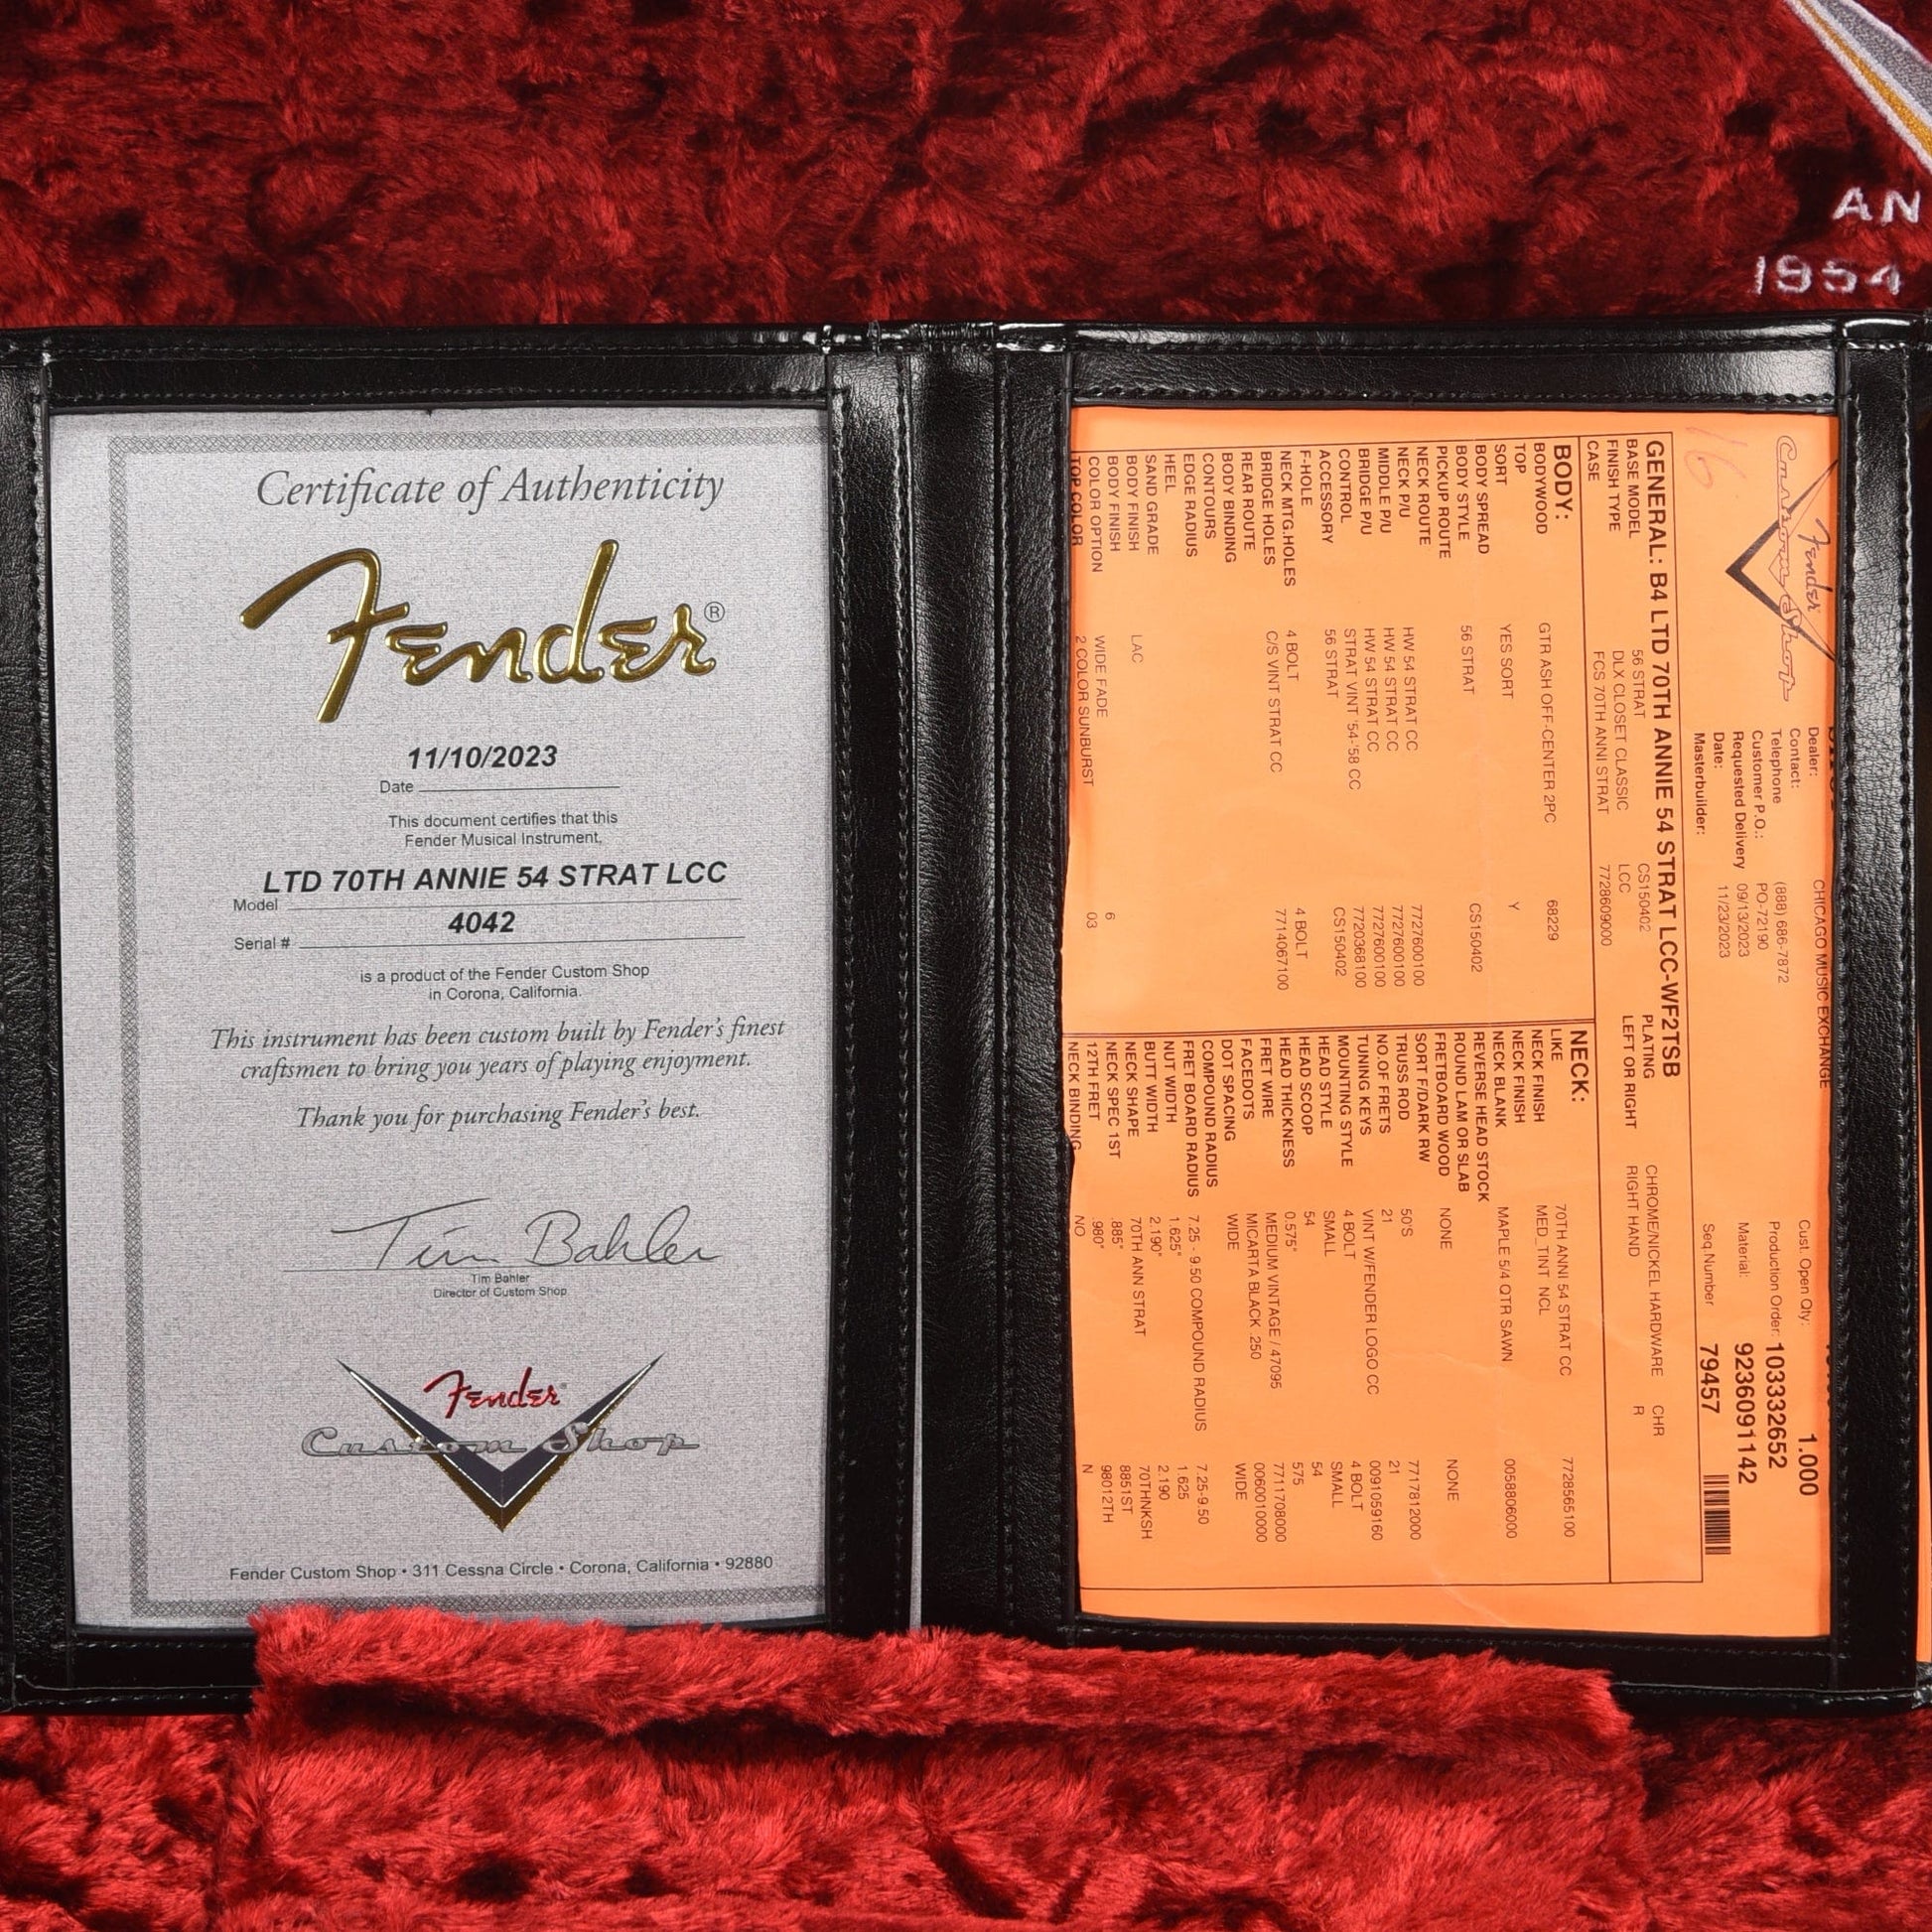 AN
1954
Certificate of Authenticity
Fender®
11/10/2023
Date
This document certifies that this
Fender Musical Instrument,
LTD 70TH ANNIE 54 STRAT LCC
Model
4042
Serial #
is a product of the Fender Custom Shop
in Corona, California.
This instrument has been custom built by Fender's finest
craftsmen to bring you years of playing enjoyment.
Thank you for purchasing Fender's best.
Tim Bahler
Tim Bahler
Director of Custom Shop
Fender
Custom Shop
Fender Custom Shop • 311 Cessna Circle • Corona, California • 92880
Fender
Custom Shop
16
Dealer: CHICAGO MUSIC EXCHANGE
Contact:
Telephone (888) 686-7872
Customer P.O.: PO-72190
Requested Delivery 09/13/2023
Date: 11/23/2023
Masterbuilder:
Cust. Open Qty: 1.000
Production Order: 103332652
Material: 9236091142
Seq Number 79457
GENERAL: B4 LTD 70TH ANNIE 54 STRAT LCC-WF2TSB
BASE MODEL 56 STRAT CS150402 PLATING CHROME/NICKEL HARDWARE CHR
FINISH TYPE DLX CLOSET CLASSIC LCC LEFT OR RIGHT RIGHT HAND R
CASE FCS 70TH ANNI STRAT 7728609000
BODY:
BODYWOOD GTR ASH OFF-CENTER 2PC 68229
TOP
SORT YES SORT Y
BODY SPREAD
BODY STYLE 56 STRAT CS150402
PICKUP ROUTE
NECK ROUTE
NECK P/U HW 54 STRAT CC 7727600100
MIDDLE P/U HW 54 STRAT CC 7727600100
BRIDGE P/U HW 54 STRAT CC 7727600100
CONTROL STRAT VINT '54-'58 CC 7720368100
ACCESSORY 56 STRAT CS150402
F-HOLE
NECK MTG.HOLES 4 BOLT 4 BOLT
BRIDGE HOLES C/S VINT STRAT CC 7714067100
REAR ROUTE
BODY BINDING
CONTOURS
EDGE RADIUS
HEEL
SAND GRADE
BODY FINISH LAC
BODY FINISH 6
COLOR OPTION WIDE FADE 03
TOP COLOR 2 COLOR SUNBURST
NECK:
LIKE 70TH ANNI 54 STRAT CC 7728565100
NECK FINISH MED_TINT NCL
NECK FINISH
NECK BLANK MAPLE 5/4 QTR SAWN 0058806000
REVERSE HEAD STOCK
ROUND LAM OR SLAB
FRETBOARD WOOD NONE NONE
SORT F/DARK RW
TRUSS ROD 50'S 7717812000
NO.OF FRETS 21 21
TUNING KEYS VINT W/FENDER LOGO CC 0091059160
MOUNTING STYLE 4 BOLT 4 BOLT
HEAD STYLE SMALL SMALL
HEAD SCOOP 54 54
HEAD THICKNESS 0.575" 575
FRET WIRE MEDIUM VINTAGE / 47095 7711708000
FACEDOTS MICARTA BLACK .250 0060010000
DOT SPACING WIDE WIDE
COMPOUND RADIUS
FRET BOARD RADIUS 7.25 - 9.50 COMPOUND RADIUS 7.25-9.50
NUT WIDTH 1.625" 1.625
BUTT WIDTH 2.190" 2.190
NECK SHAPE 70TH ANN STRAT 70THNKSH
NECK SPEC 1ST .885" 8851ST
12TH FRET .980" 98012TH
NECK BINDING NO N